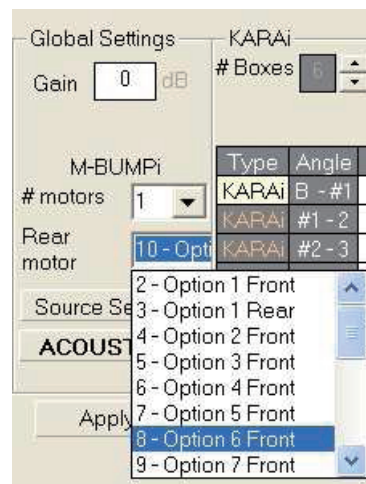 Global Settings
Gain 0 dB
M-BUMPi
# motors 1
Rear motor 10 - Opti
Source Se
ACOUST
Apply
KARAi
# Boxes 6
Type Angle
KARAi B - #1
KARAi #1 - 2
KARAi #2 - 3
2 - Option 1 Front
3 - Option 1 Rear
4 - Option 2 Front
5 - Option 3 Front
6 - Option 4 Front
7 - Option 5 Front
8 - Option 6 Front
9 - Option 7 Front